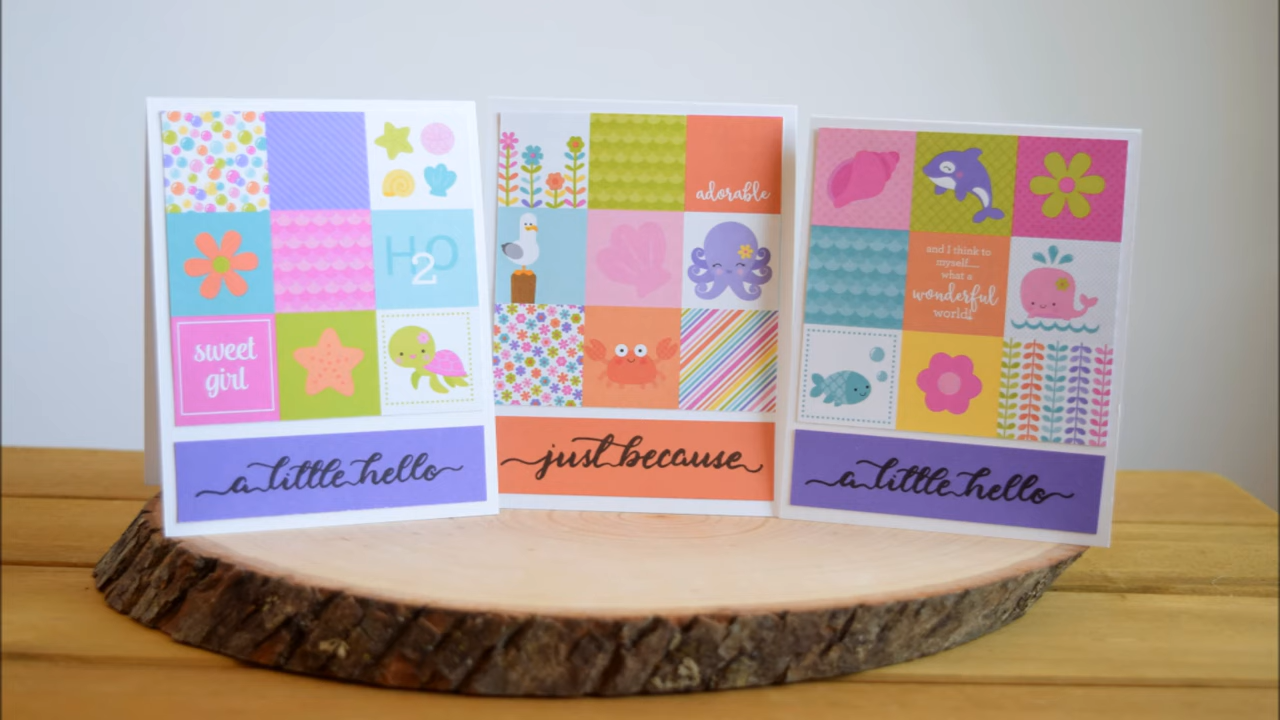 H2O
sweet
girl
a little hello
adorable
just because
and I think to
myself
what a
wonderful
world
a little hello